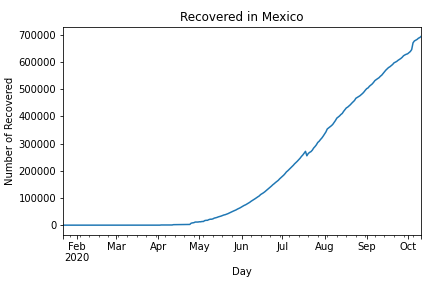 Recovered in Mexico
700000
600000
500000
400000
300000
200000
100000
0
Number of Recovered
Feb Mar Apr May Jun Jul Aug Sep Oct
2020
Day